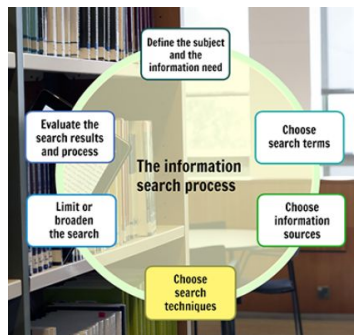 Define the subject
and the
information need
Choose
search terms
Choose
information
sources
Choose
search
techniques
Limit or
broaden
the search
Evaluate the
search results
and process
The information
search process